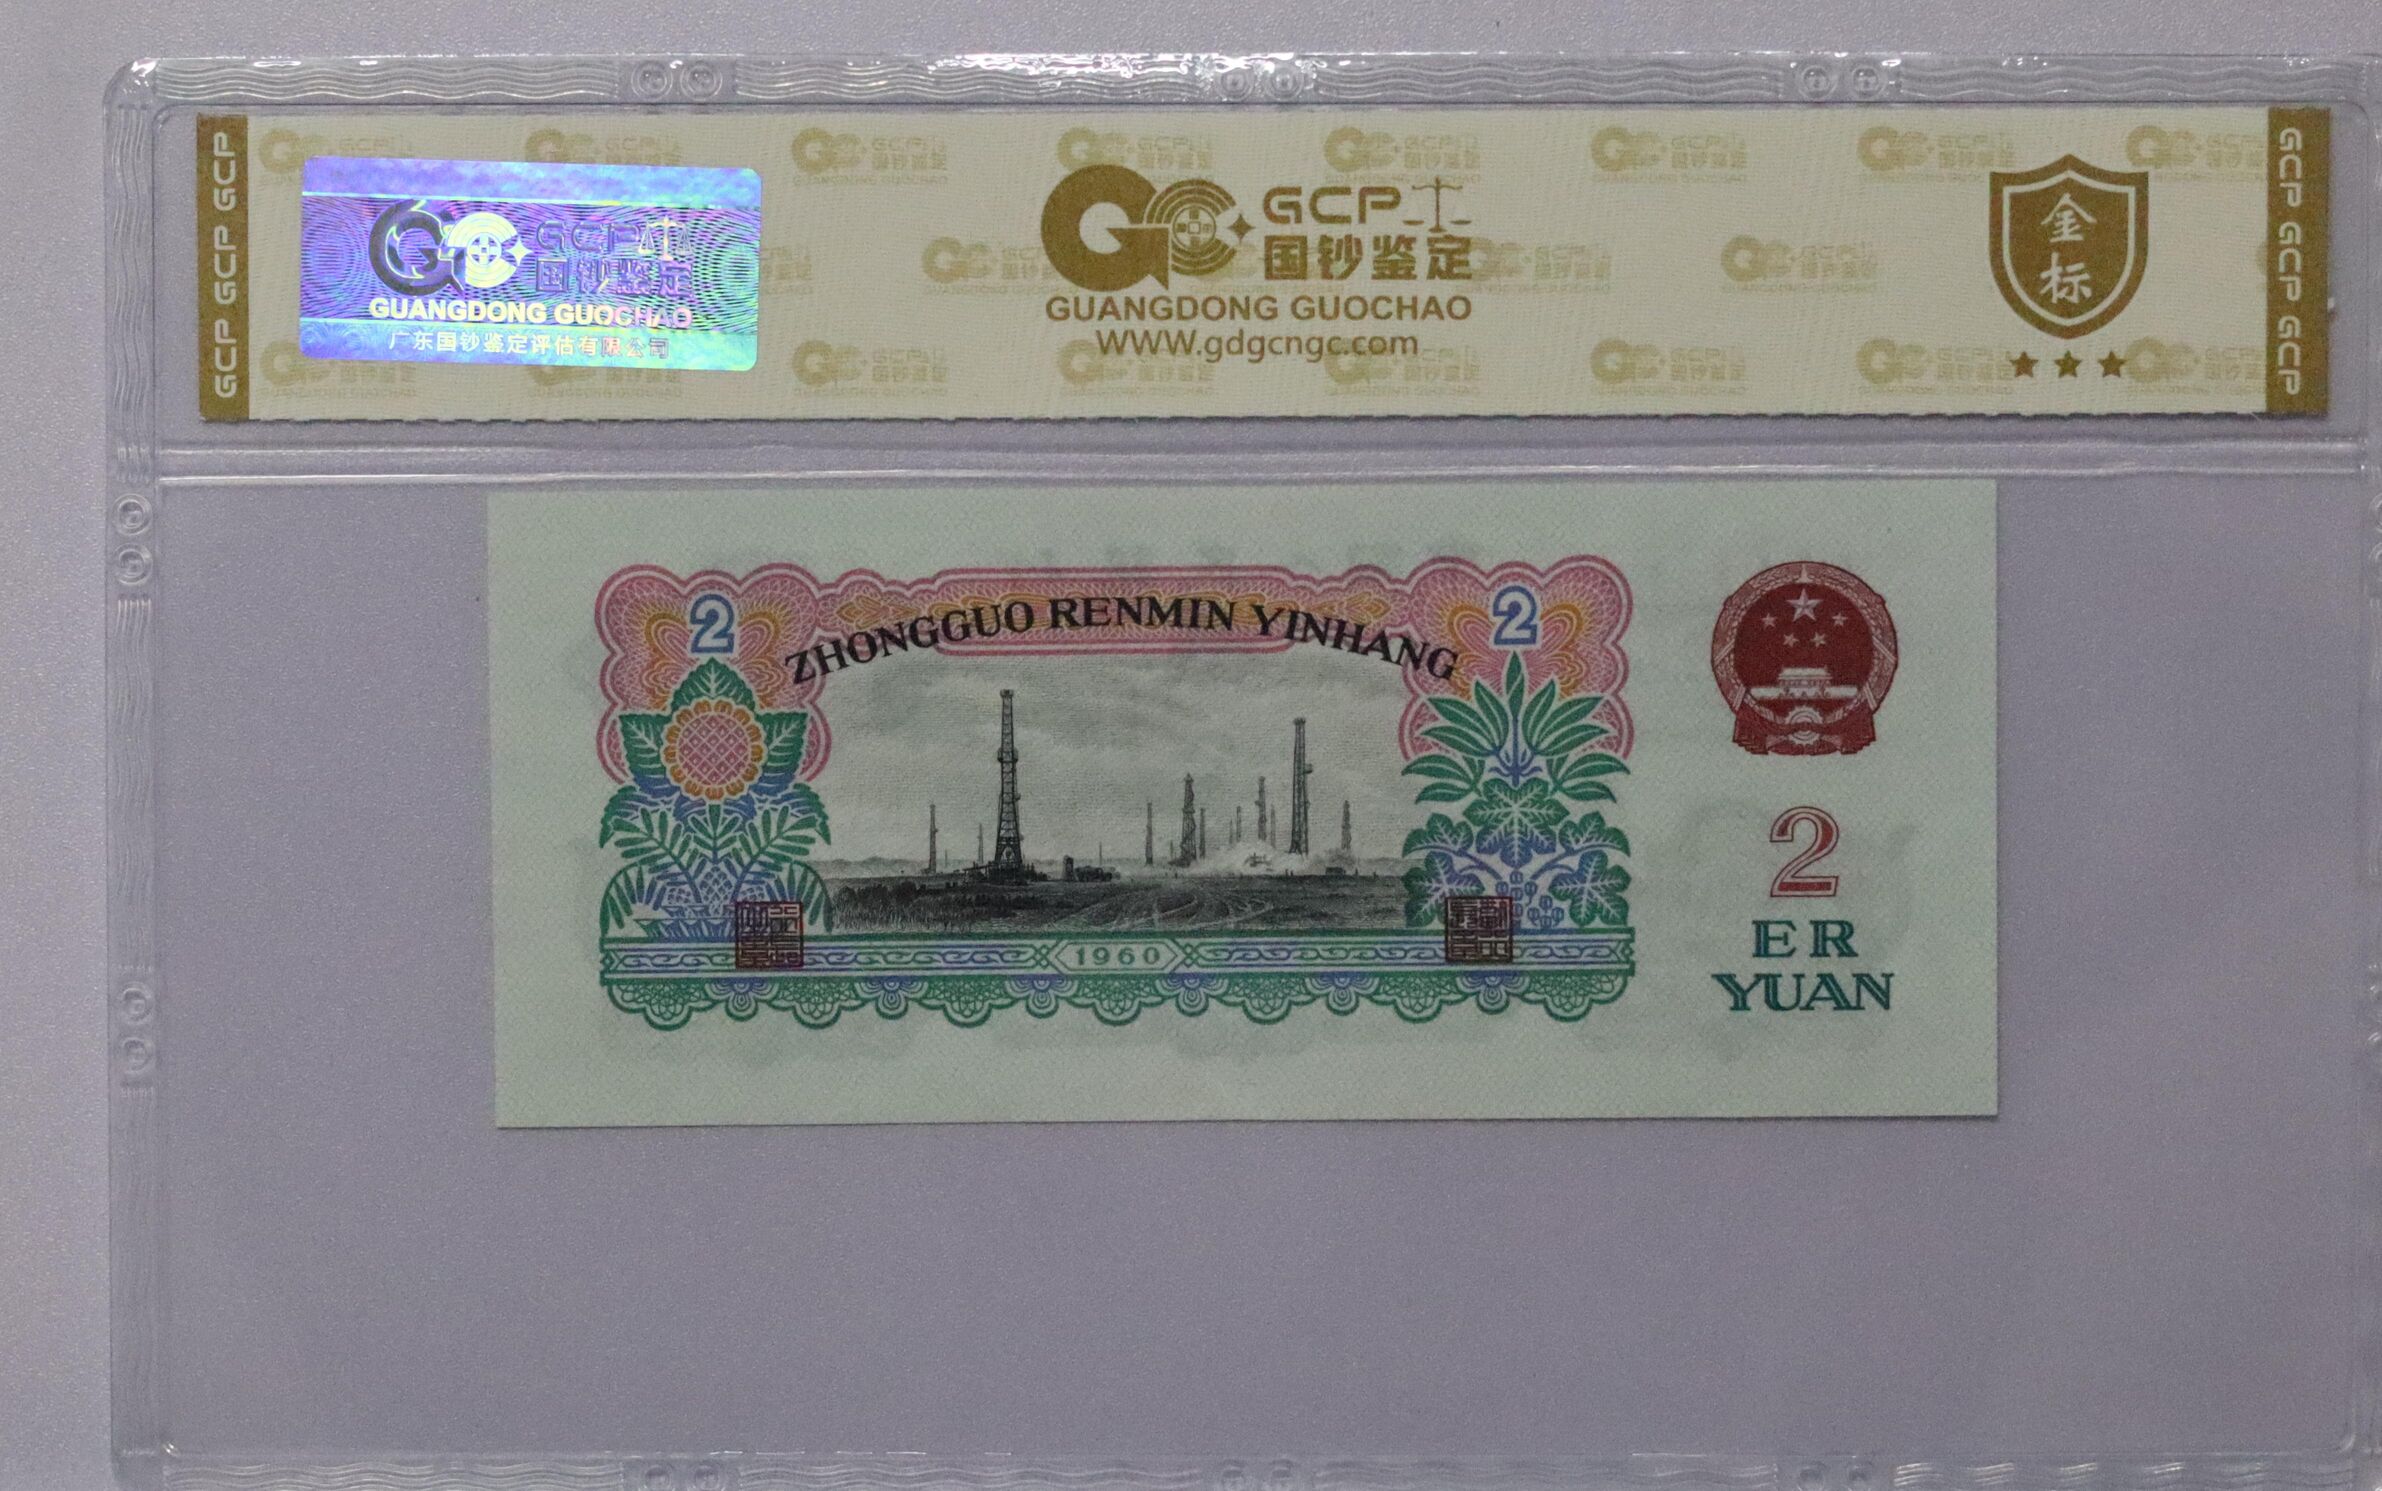 GCP GCP GCP
GCP
国钞鉴定
GUANGDONG GUOCHAO
广东国钞鉴定评估有限公司
GCP
国钞鉴定
GUANGDONG GUOCHAO
www.gdgcngc.com
金
标
GCP GCP GCP
2
2
ZHONGGUO RENMIN YINHANG
1960
2
ER
YUAN